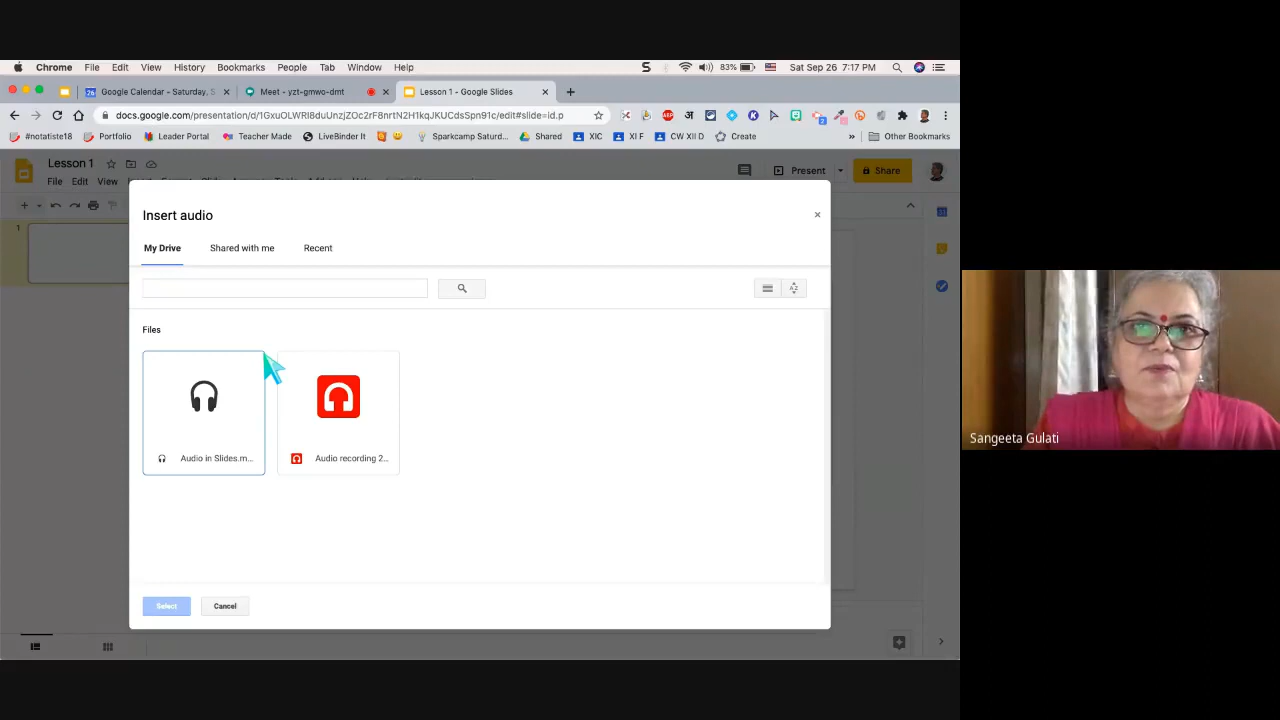 Chrome File Edit View History Bookmarks People Tab Window Help 83% Sat Sep 26 7:17 PM
Google Calendar - Saturday, S Meet - yzt-gmwo-dmt Lesson 1 - Google Slides
docs.google.com/presentation/d/1GxuOLWRI8duUnzjZOc2rF8nrtN2H1kqJKUCdsSpn91c/edit#slide=id.p
#notatiste18 Portfolio Leader Portal Teacher Made LiveBinder It Sparkcamp Saturd... Shared XIC XI F CW XII D Create » Other Bookmarks
Lesson 1
File Edit View
Present Share
1
Insert audio
My Drive Shared with me Recent
Files
Audio in Slides.m... Audio recording 2...
Select Cancel
Sangeeta Gulati